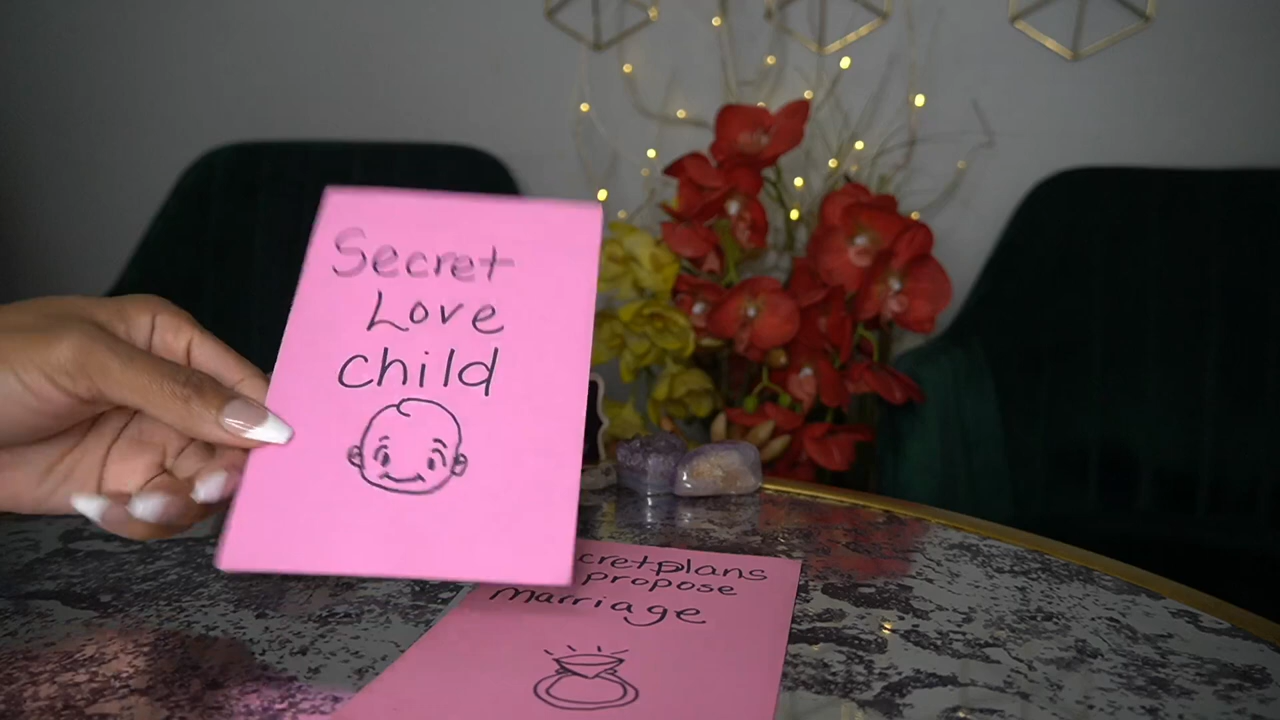 Secret
Love
child
cretplans
propose
marriage